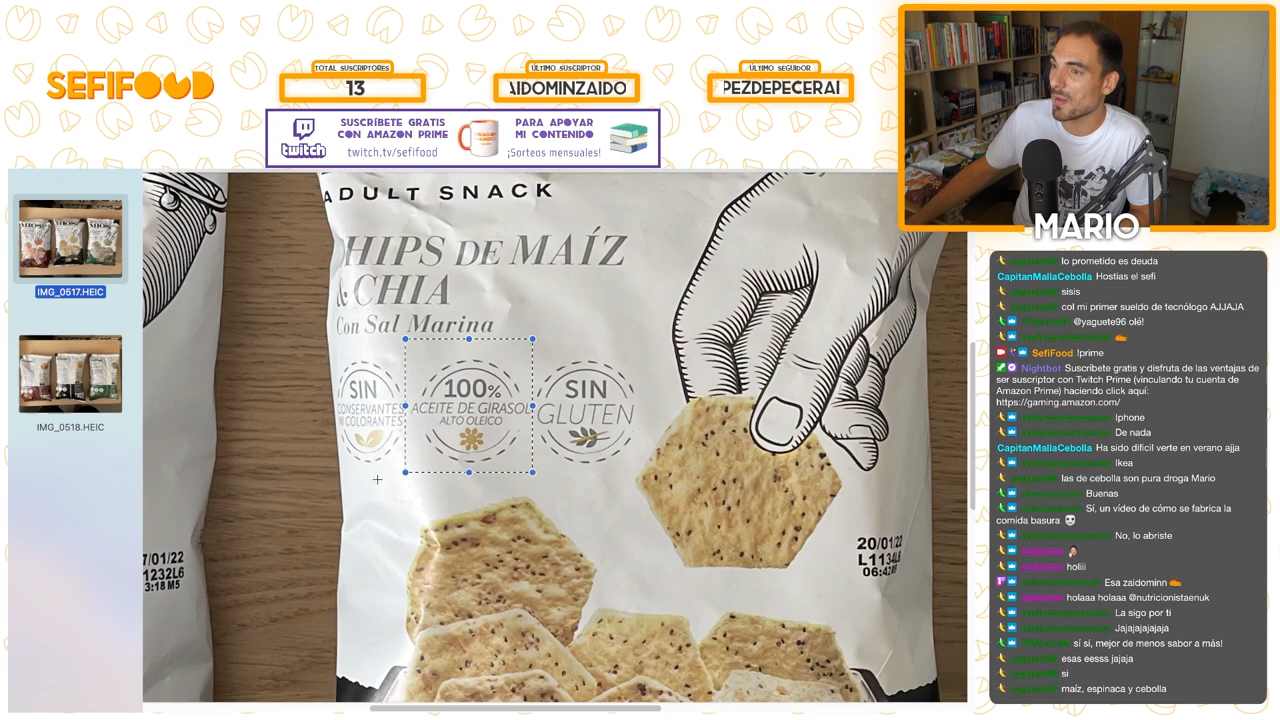 SEFIFOOD
TOTAL SUSCRIPTORES
13
ÚLTIMO SUSCRIPTOR
AIDOMINZAIDO
ÚLTIMO SEGUIDOR
PEZDEPECERAI
SUSCRÍBETE GRATIS
CON AMAZON PRIME
twitch
twitch.tv/sefifood
PARA APOYAR
MI CONTENIDO
¡Sorteos mensuales!
MARIO
MIOS
IMG_0517.HEIC
IMG_0518.HEIC
ADULT SNACK
HIPS DE MAÍZ
& CHIA
Con Sal Marina
SIN
CONSERVANTES
NI COLORANTES
100%
ACEITE DE GIRASOL
ALTO OLEICO
SIN
GLUTEN
7/01/22
1232L6
3:18 M5
20/01/22
L1134L6
06:42
lo prometido es deuda
CapitanMallaCebolla Hostias el sefi
sisis
col mi primer sueldo de tecnólogo AJJAJA
@yaguete96 olé!
SefiFood !prime
Nightbot Suscríbete gratis y disfruta de las ventajas de
ser suscriptor con Twitch Prime (vinculando tu cuenta de
Amazon Prime) haciendo click aquí:
https://gaming.amazon.com/
Iphone
De nada
CapitanMallaCebolla Ha sido dificil verte en verano ajja
Ikea
las de cebolla son pura droga Mario
Buenas
Sí, un vídeo de cómo se fabrica la
comida basura
No, lo abriste
holiii
Esa zaidominn
holaaa holaaa @nutricionistaenuk
La sigo por ti
Jajajajajajaja
sí si, mejor de menos sabor a más!
esas eesss jajaja
si
maíz, espinaca y cebolla